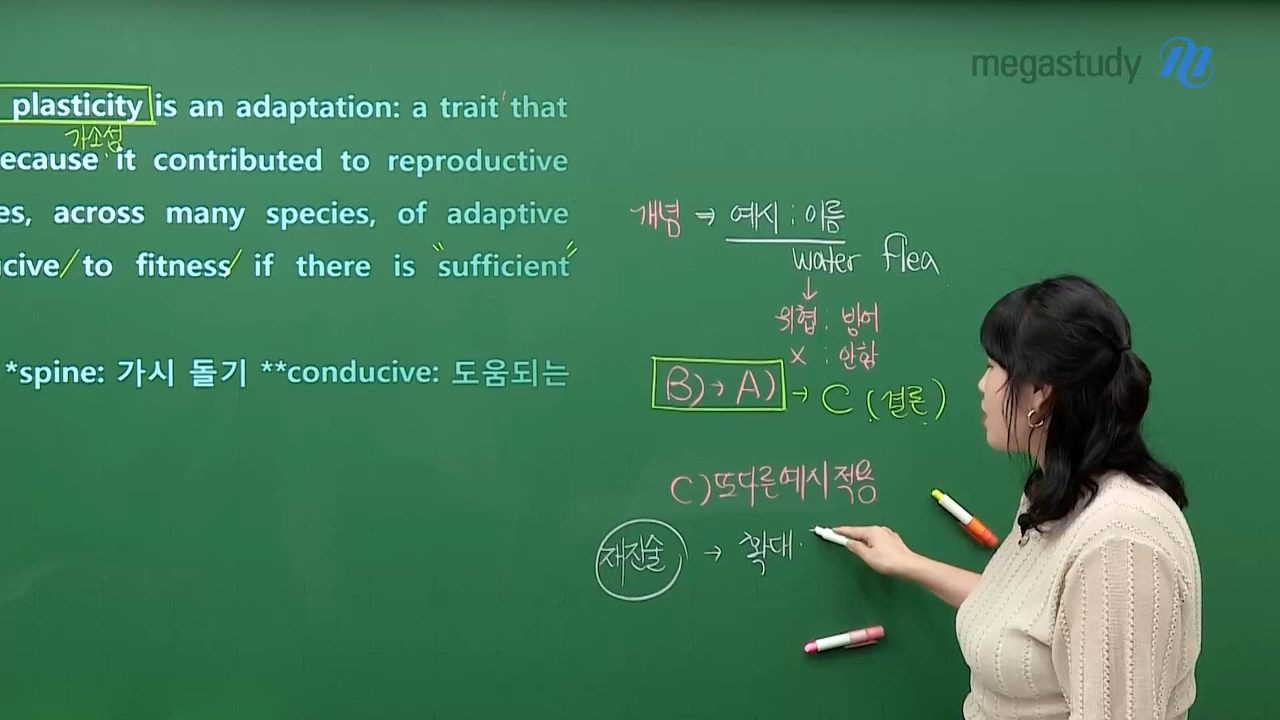 megastudy
plasticity is an adaptation: a trait that
가소성
ecause it contributed to reproductive
es, across many species, of adaptive
ucive / to fitness / if there is "sufficient"
*spine: 가시 돌기 **conducive: 도움되는
개념 ⇒ 예시 : 이름
water flea
↓
위협 : 방어
x : 안함
B) → A) → C (결론)
C) 또다른 예시 적용
재진술 → 확대.